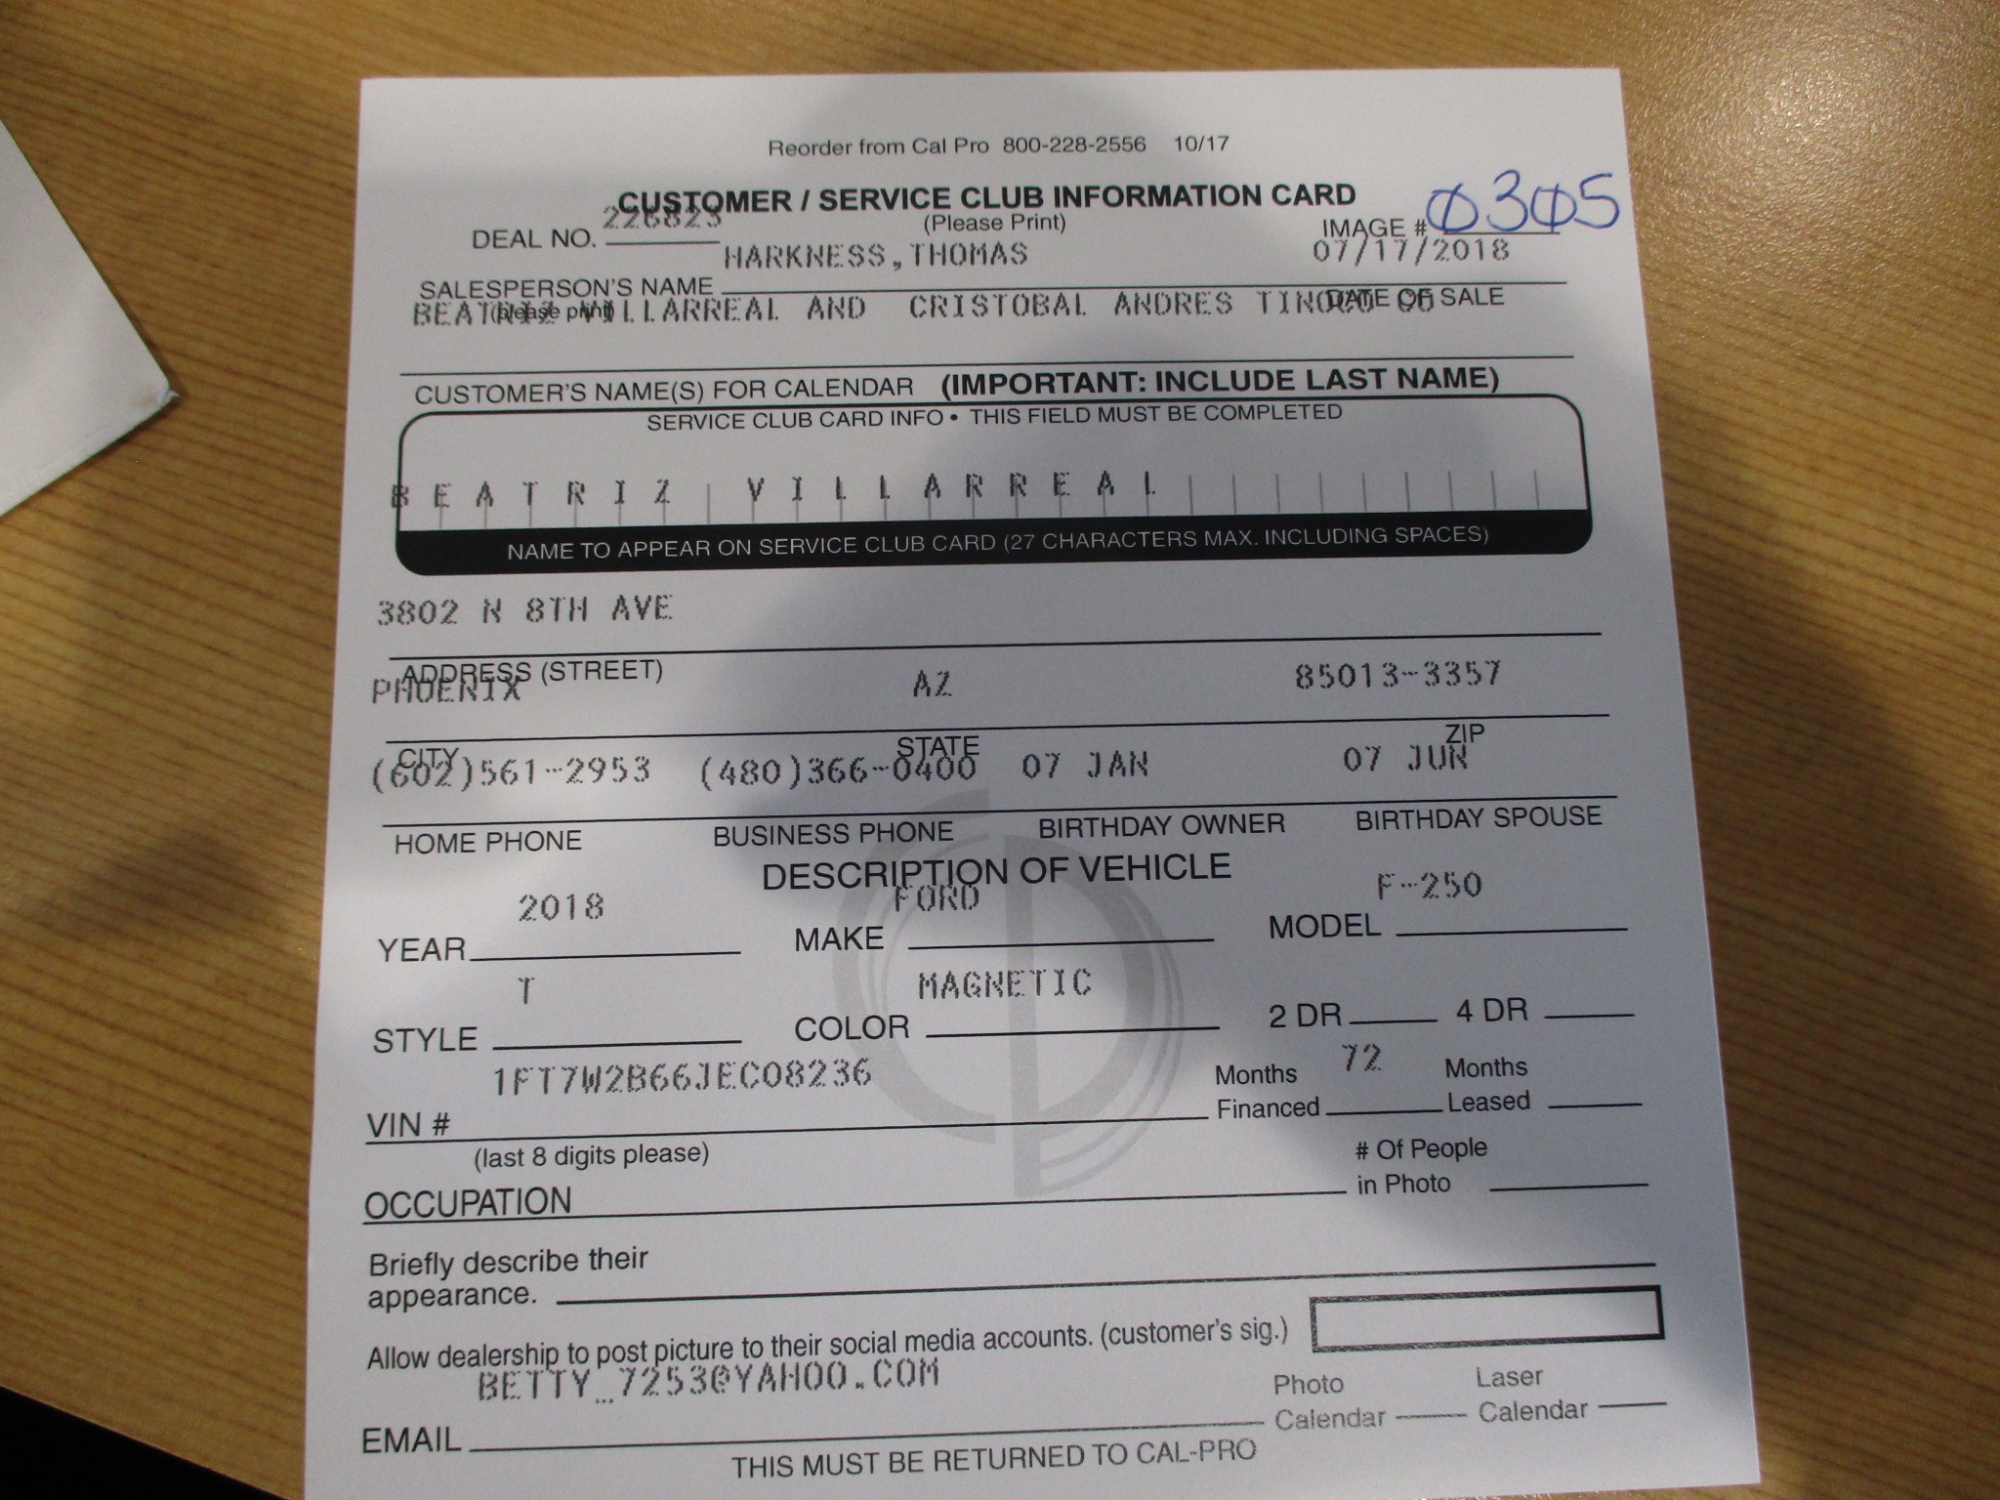 Reorder from Cal Pro 800-228-2556 10/17
CUSTOMER / SERVICE CLUB INFORMATION CARD
(Please Print)
DEAL NO. 226823
IMAGE # 0305
HARKNESS,THOMAS 07/17/2018
SALESPERSON'S NAME DATE OF SALE
(please print)
BEATRIZ VILLARREAL AND CRISTOBAL ANDRES TINOCO CO
CUSTOMER'S NAME(S) FOR CALENDAR (IMPORTANT: INCLUDE LAST NAME)
SERVICE CLUB CARD INFO • THIS FIELD MUST BE COMPLETED
BEATRIZ VILLARREAL
NAME TO APPEAR ON SERVICE CLUB CARD (27 CHARACTERS MAX. INCLUDING SPACES)
3802 N 8TH AVE
ADDRESS (STREET)
PHOENIX AZ 85013-3357
CITY STATE ZIP
(602)561-2953 (480)366-0400 07 JAN 07 JUN
HOME PHONE BUSINESS PHONE BIRTHDAY OWNER BIRTHDAY SPOUSE
DESCRIPTION OF VEHICLE
2018 FORD F-250
YEAR MAKE MODEL
T MAGNETIC
STYLE COLOR 2 DR 4 DR
1FT7W2B66JEC08236 72
VIN # Months Financed Months Leased
(last 8 digits please)
OCCUPATION # Of People in Photo
Briefly describe their
appearance.
Allow dealership to post picture to their social media accounts. (customer's sig.)
BETTY_7253@YAHOO.COM
EMAIL Photo Calendar Laser Calendar
THIS MUST BE RETURNED TO CAL-PRO